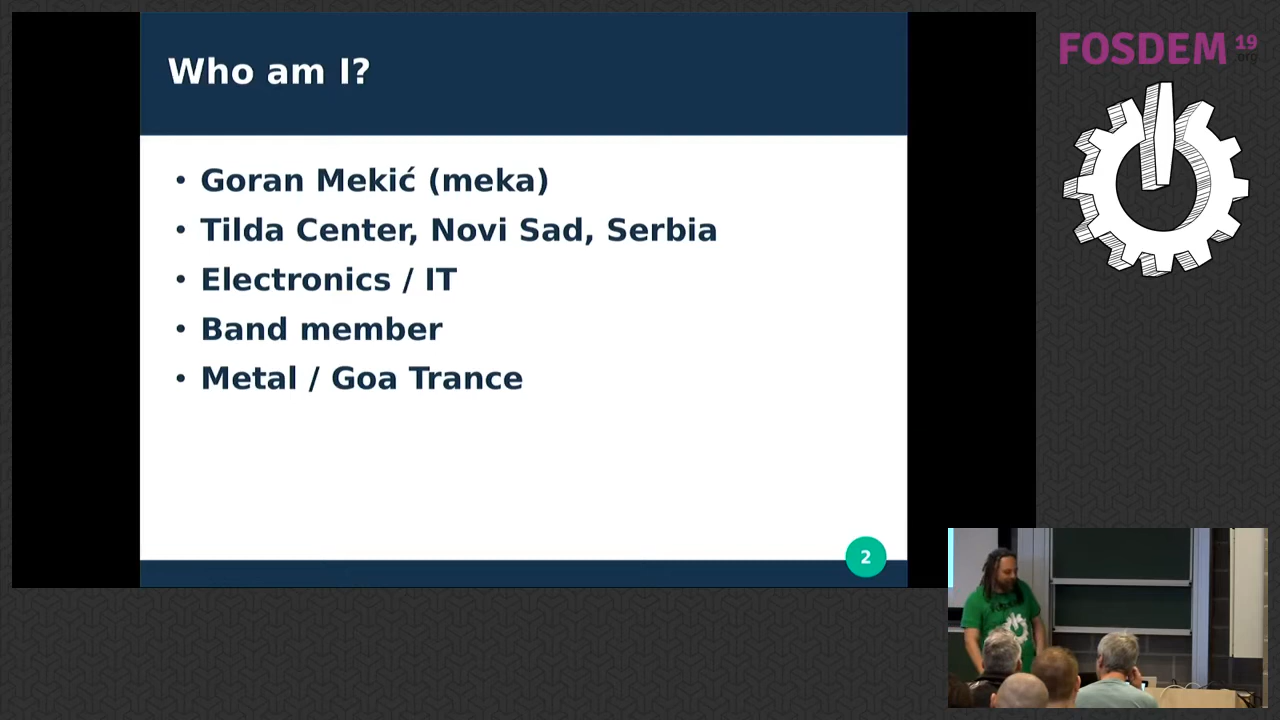 Who am I?
• Goran Mekić (meka)
• Tilda Center, Novi Sad, Serbia
• Electronics / IT
• Band member
• Metal / Goa Trance
2
FOSDEM 19
.org